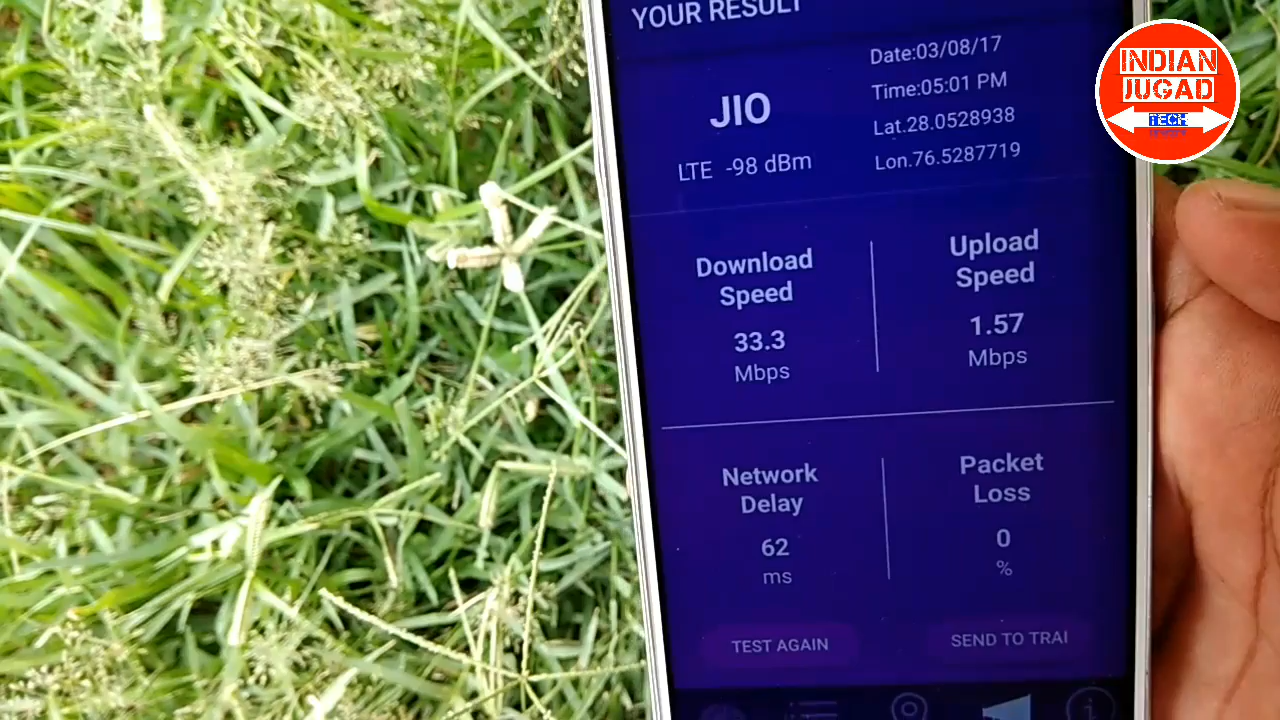 YOUR RESULT
JIO
LTE -98 dBm
Date:03/08/17
Time:05:01 PM
Lat.28.0528938
Lon.76.5287719
Download
Speed
33.3
Mbps
Upload
Speed
1.57
Mbps
Network
Delay
62
ms
Packet
Loss
0
%
TEST AGAIN
SEND TO TRAI
INDIAN
JUGAD
TECH